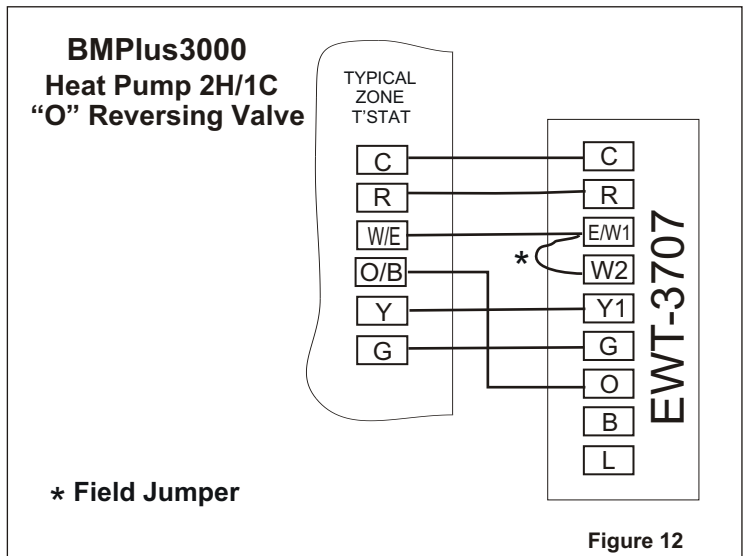 BMPlus3000
Heat Pump 2H/1C
“O” Reversing Valve
TYPICAL
ZONE
T'STAT
C
R
W/E
O/B
Y
G
C
R
E/W1
*
W2
Y1
G
O
B
L
EWT-3707
* Field Jumper
Figure 12